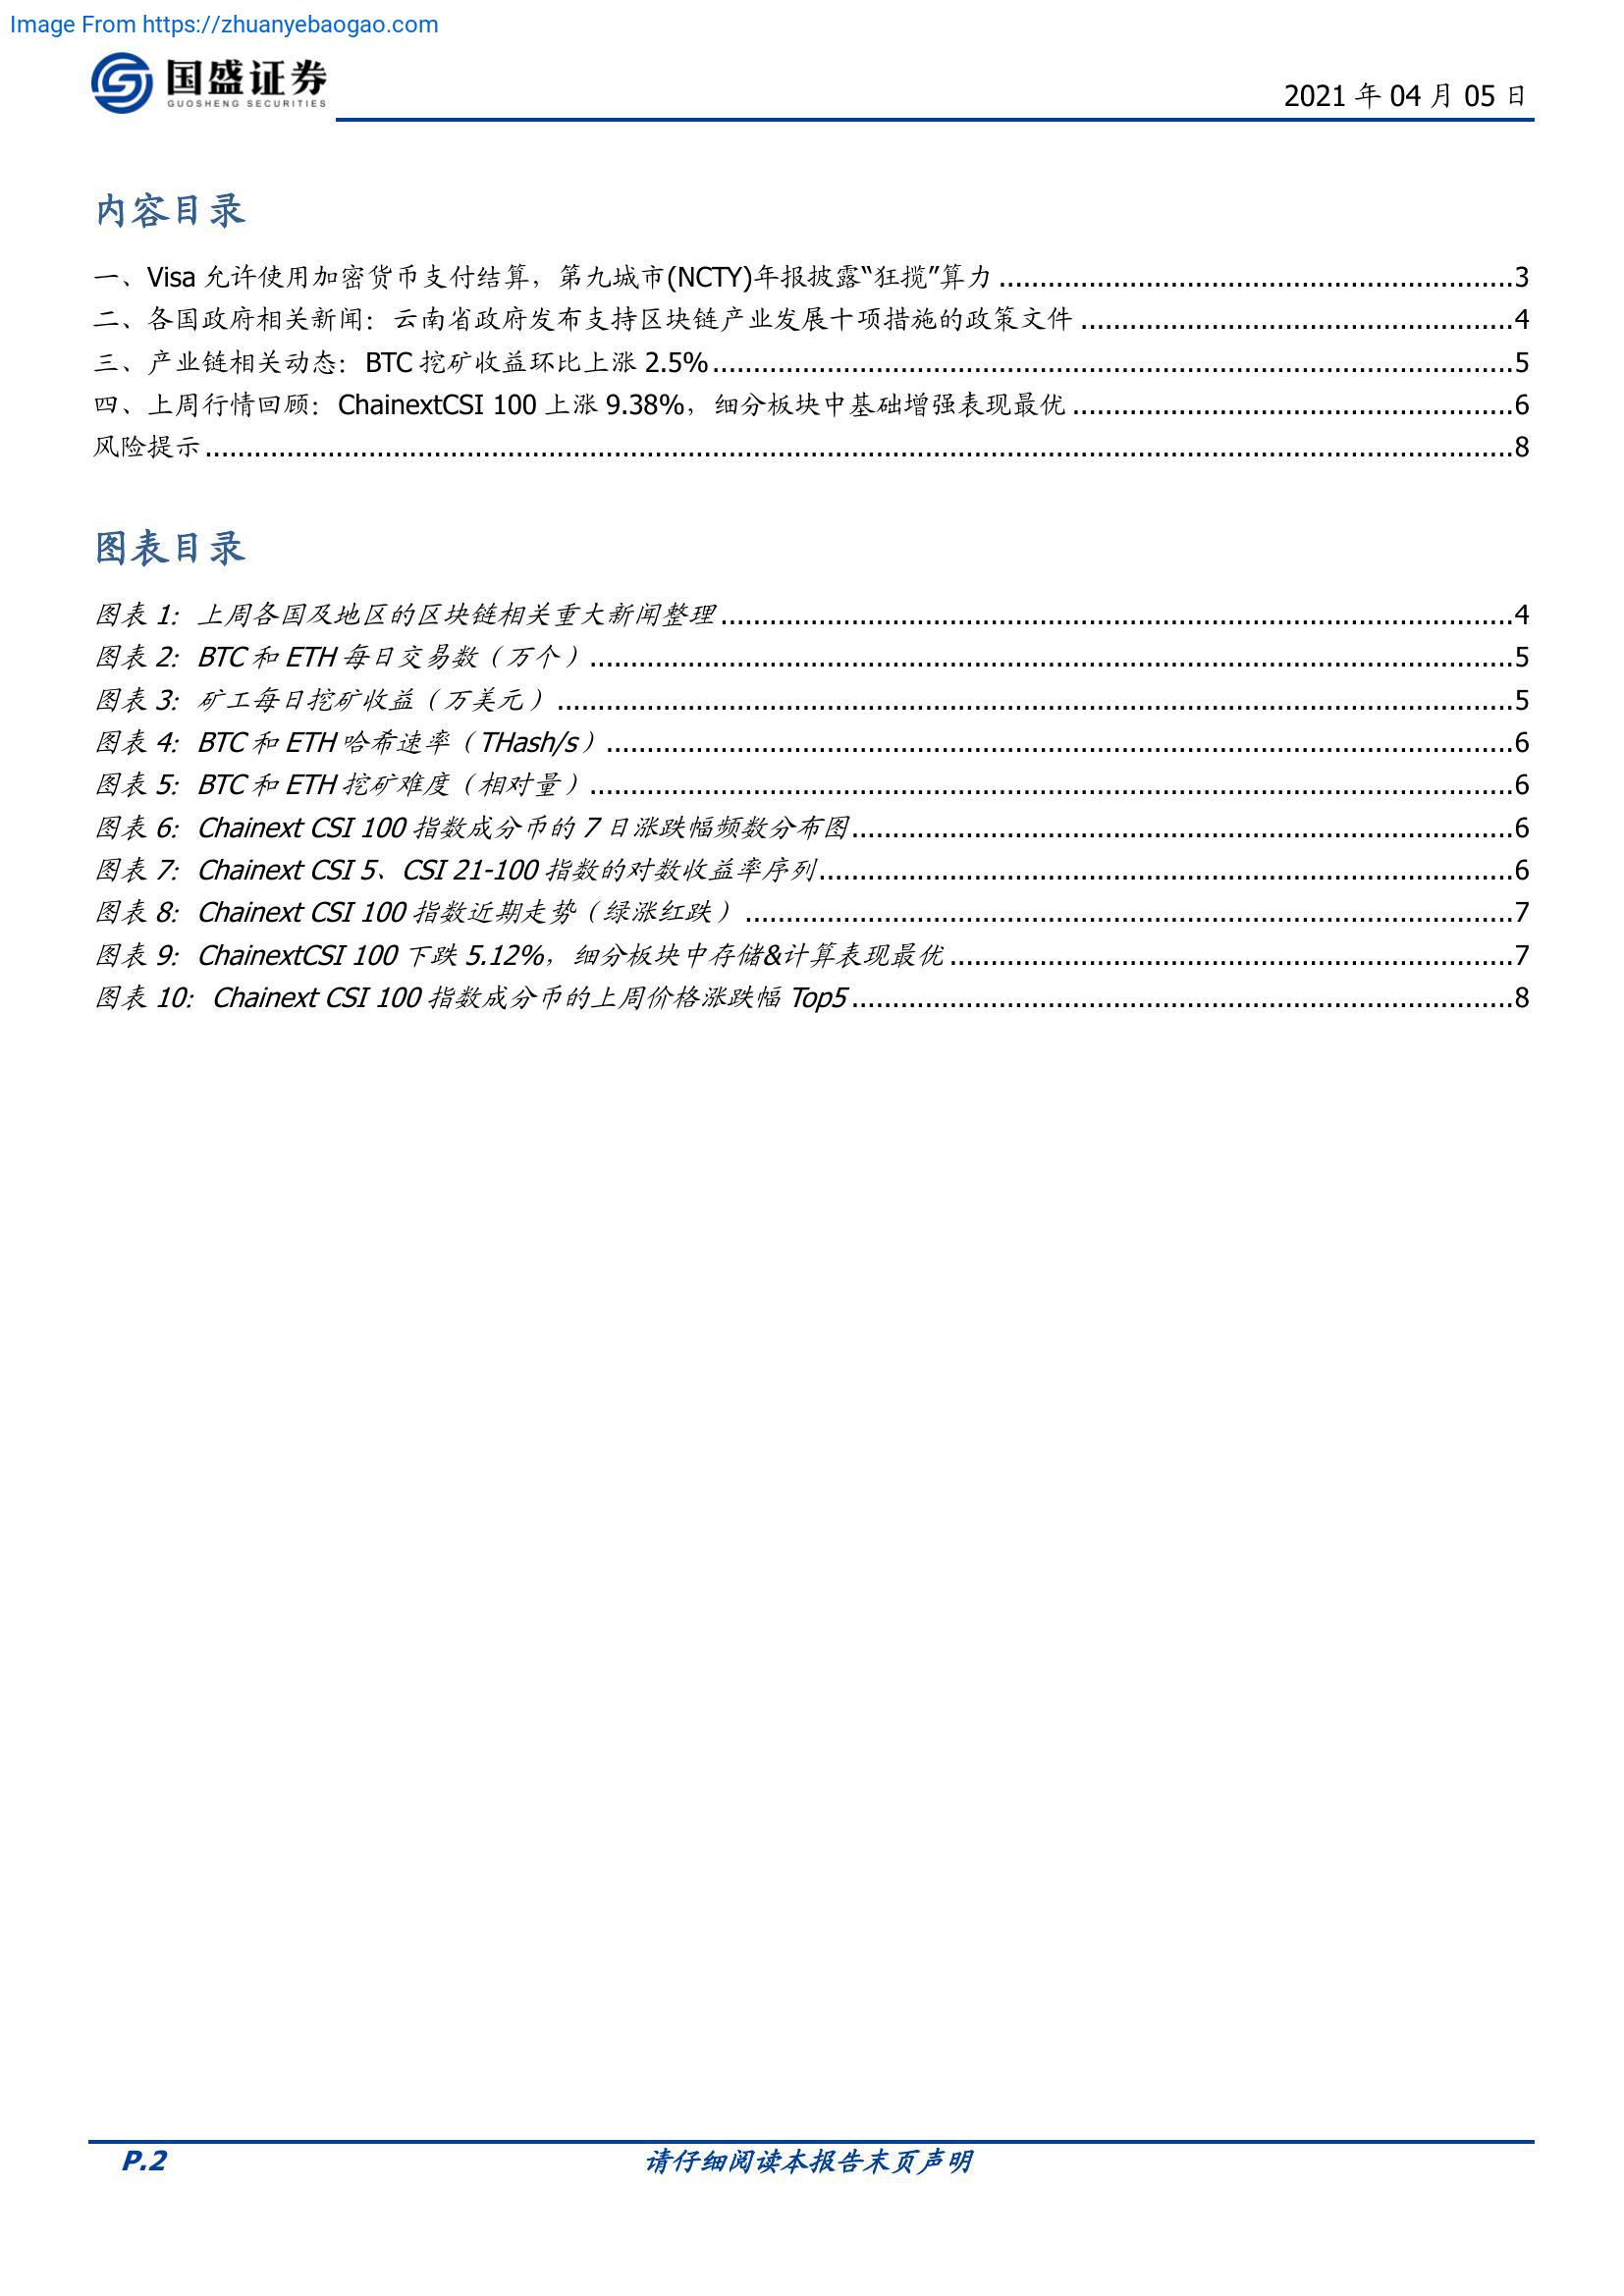 Image From https://zhuanyebaogao.com
国盛证券
GUOSHENG SECURITIES
2021 年 04 月 05 日
内容目录
一、Visa 允许使用加密货币支付结算，第九城市(NCTY)年报披露“狂揽”算力 ...............................................................3
二、各国政府相关新闻：云南省政府发布支持区块链产业发展十项措施的政策文件 .....................................................4
三、产业链相关动态：BTC 挖矿收益环比上涨 2.5%..................................................................................................5
四、上周行情回顾：ChainextCSI 100 上涨 9.38%，细分板块中基础增强表现最优 ......................................................6
风险提示 ................................................................................................................................................................8
图表目录
图表 1：上周各国及地区的区块链相关重大新闻整理 .................................................................................................4
图表 2：BTC 和 ETH 每日交易数（万个）.................................................................................................................5
图表 3：矿工每日挖矿收益（万美元）.....................................................................................................................5
图表 4：BTC 和 ETH 哈希速率（THash/s）...............................................................................................................6
图表 5：BTC 和 ETH 挖矿难度（相对量）.................................................................................................................6
图表 6：Chainext CSI 100 指数成分币的 7 日涨跌幅频数分布图.................................................................................6
图表 7：Chainext CSI 5、CSI 21-100 指数的对数收益率序列.....................................................................................6
图表 8：Chainext CSI 100 指数近期走势（绿涨红跌） ..............................................................................................7
图表 9：ChainextCSI 100 下跌 5.12%，细分板块中存储&计算表现最优 .....................................................................7
图表 10：Chainext CSI 100 指数成分币的上周价格涨跌幅 Top5 .................................................................................8
P.2
请仔细阅读本报告末页声明